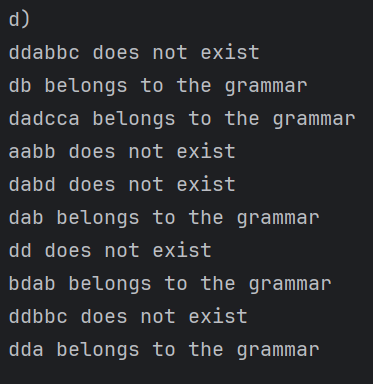 d)
ddabbc does not exist
db belongs to the grammar
dadcca belongs to the grammar
aabb does not exist
dabd does not exist
dab belongs to the grammar
dd does not exist
bdab belongs to the grammar
ddbbc does not exist
dda belongs to the grammar